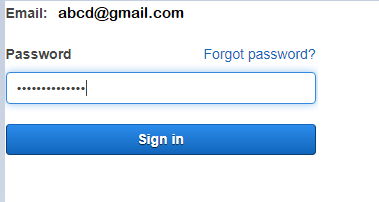 Email: abcd@gmail.com
Password Forgot password?
••••••••••••••
Sign in